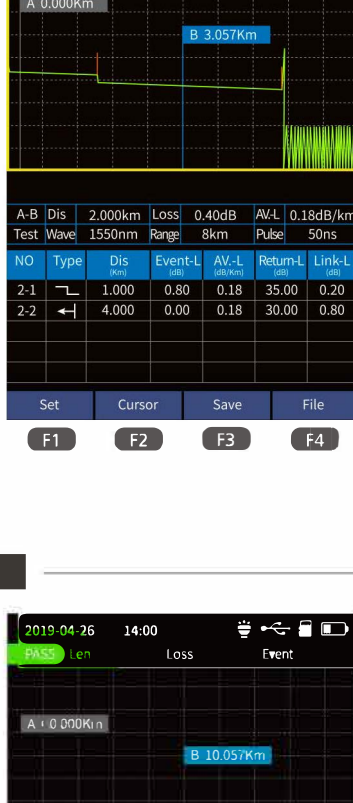 A 0.000Km
B 3.057Km
A-B Dis 2.000km Loss 0.40dB AV-L 0.18dB/km
Test Wave 1550nm Range 8km Pulse 50ns
NO Type Dis (Km) Event-L (dB) AV.-L (dB/Km) Return-L (dB) Link-L (dB)
2-1 1.000 0.80 0.18 35.00 0.20
2-2 4.000 0.00 0.18 30.00 0.80
Set Cursor Save File
F1 F2 F3 F4
2019-04-26 14:00
PASS Len Loss Event
A 0.000Km
B 10.057Km